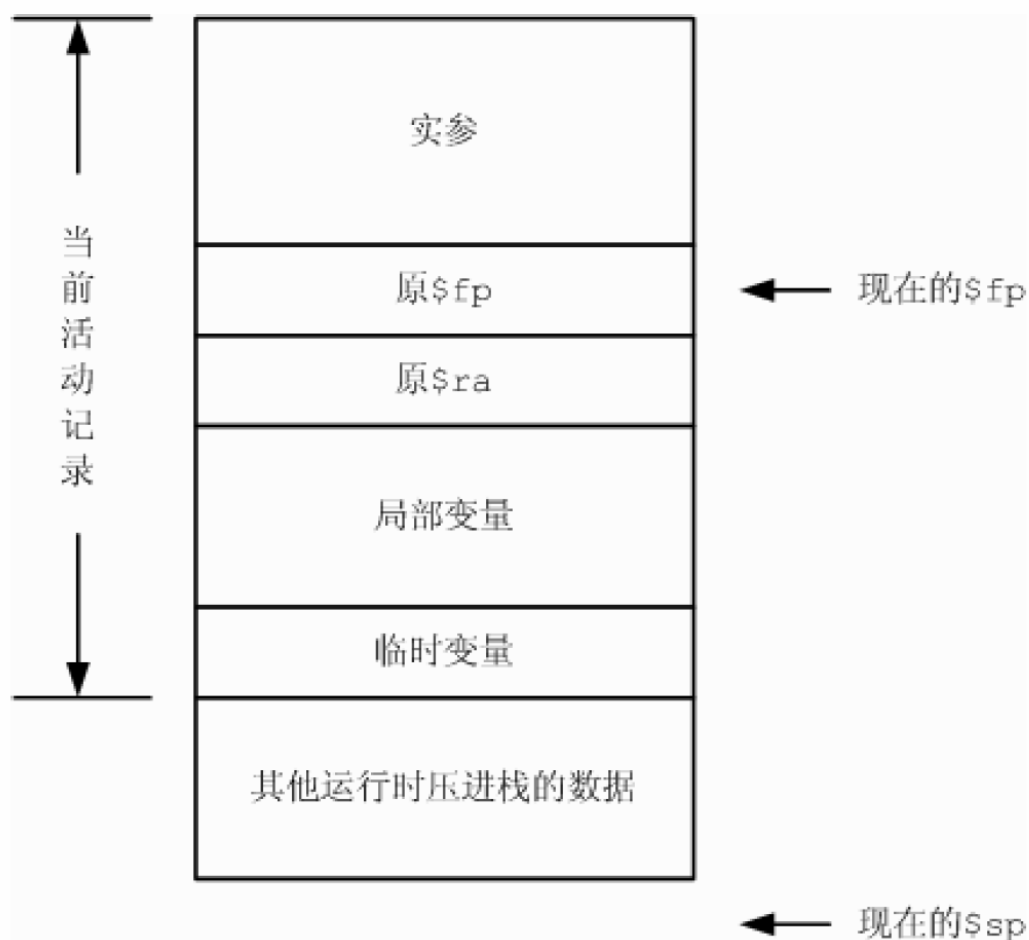 实参
当前活动记录
原$fp
现在的$fp
原$ra
局部变量
临时变量
其他运行时压进栈的数据
现在的$sp